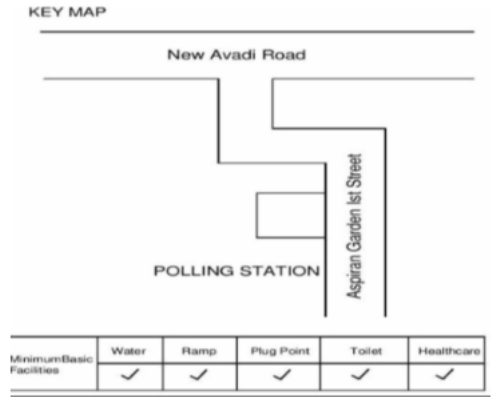 KEY MAP
New Avadi Road
Aspiran Garden Ist Street
POLLING STATION
MinimumBasic Facilities
Water Ramp Plug Point Toilet Healthcare
✓ ✓ ✓ ✓ ✓